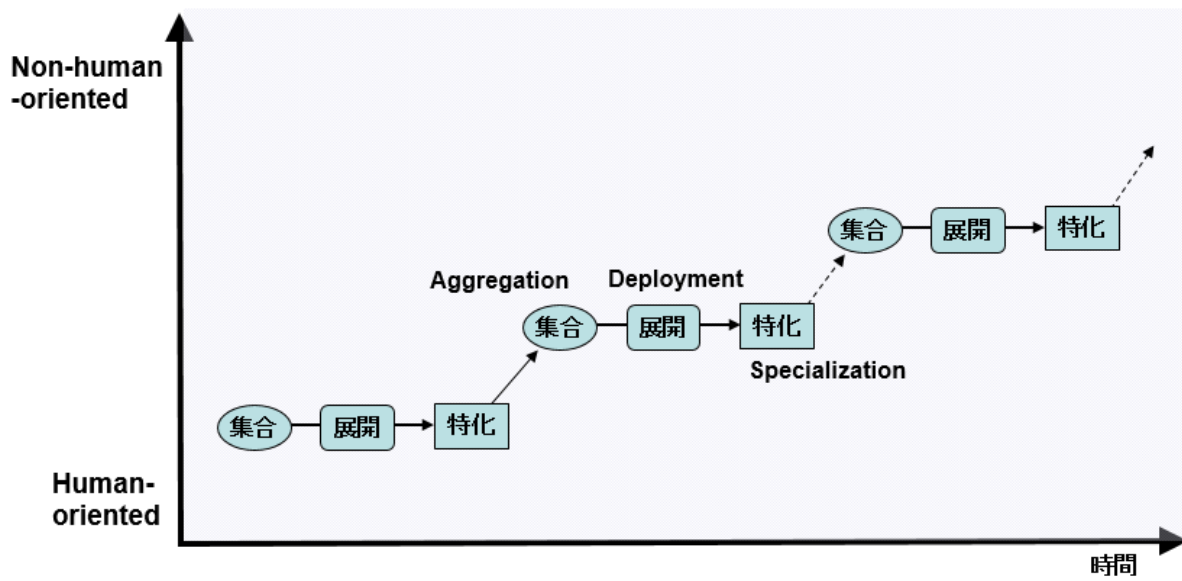 Non-human
-oriented
集合
展開
特化
Aggregation
Deployment
集合
展開
特化
Specialization
集合
展開
特化
Human-
oriented
時間